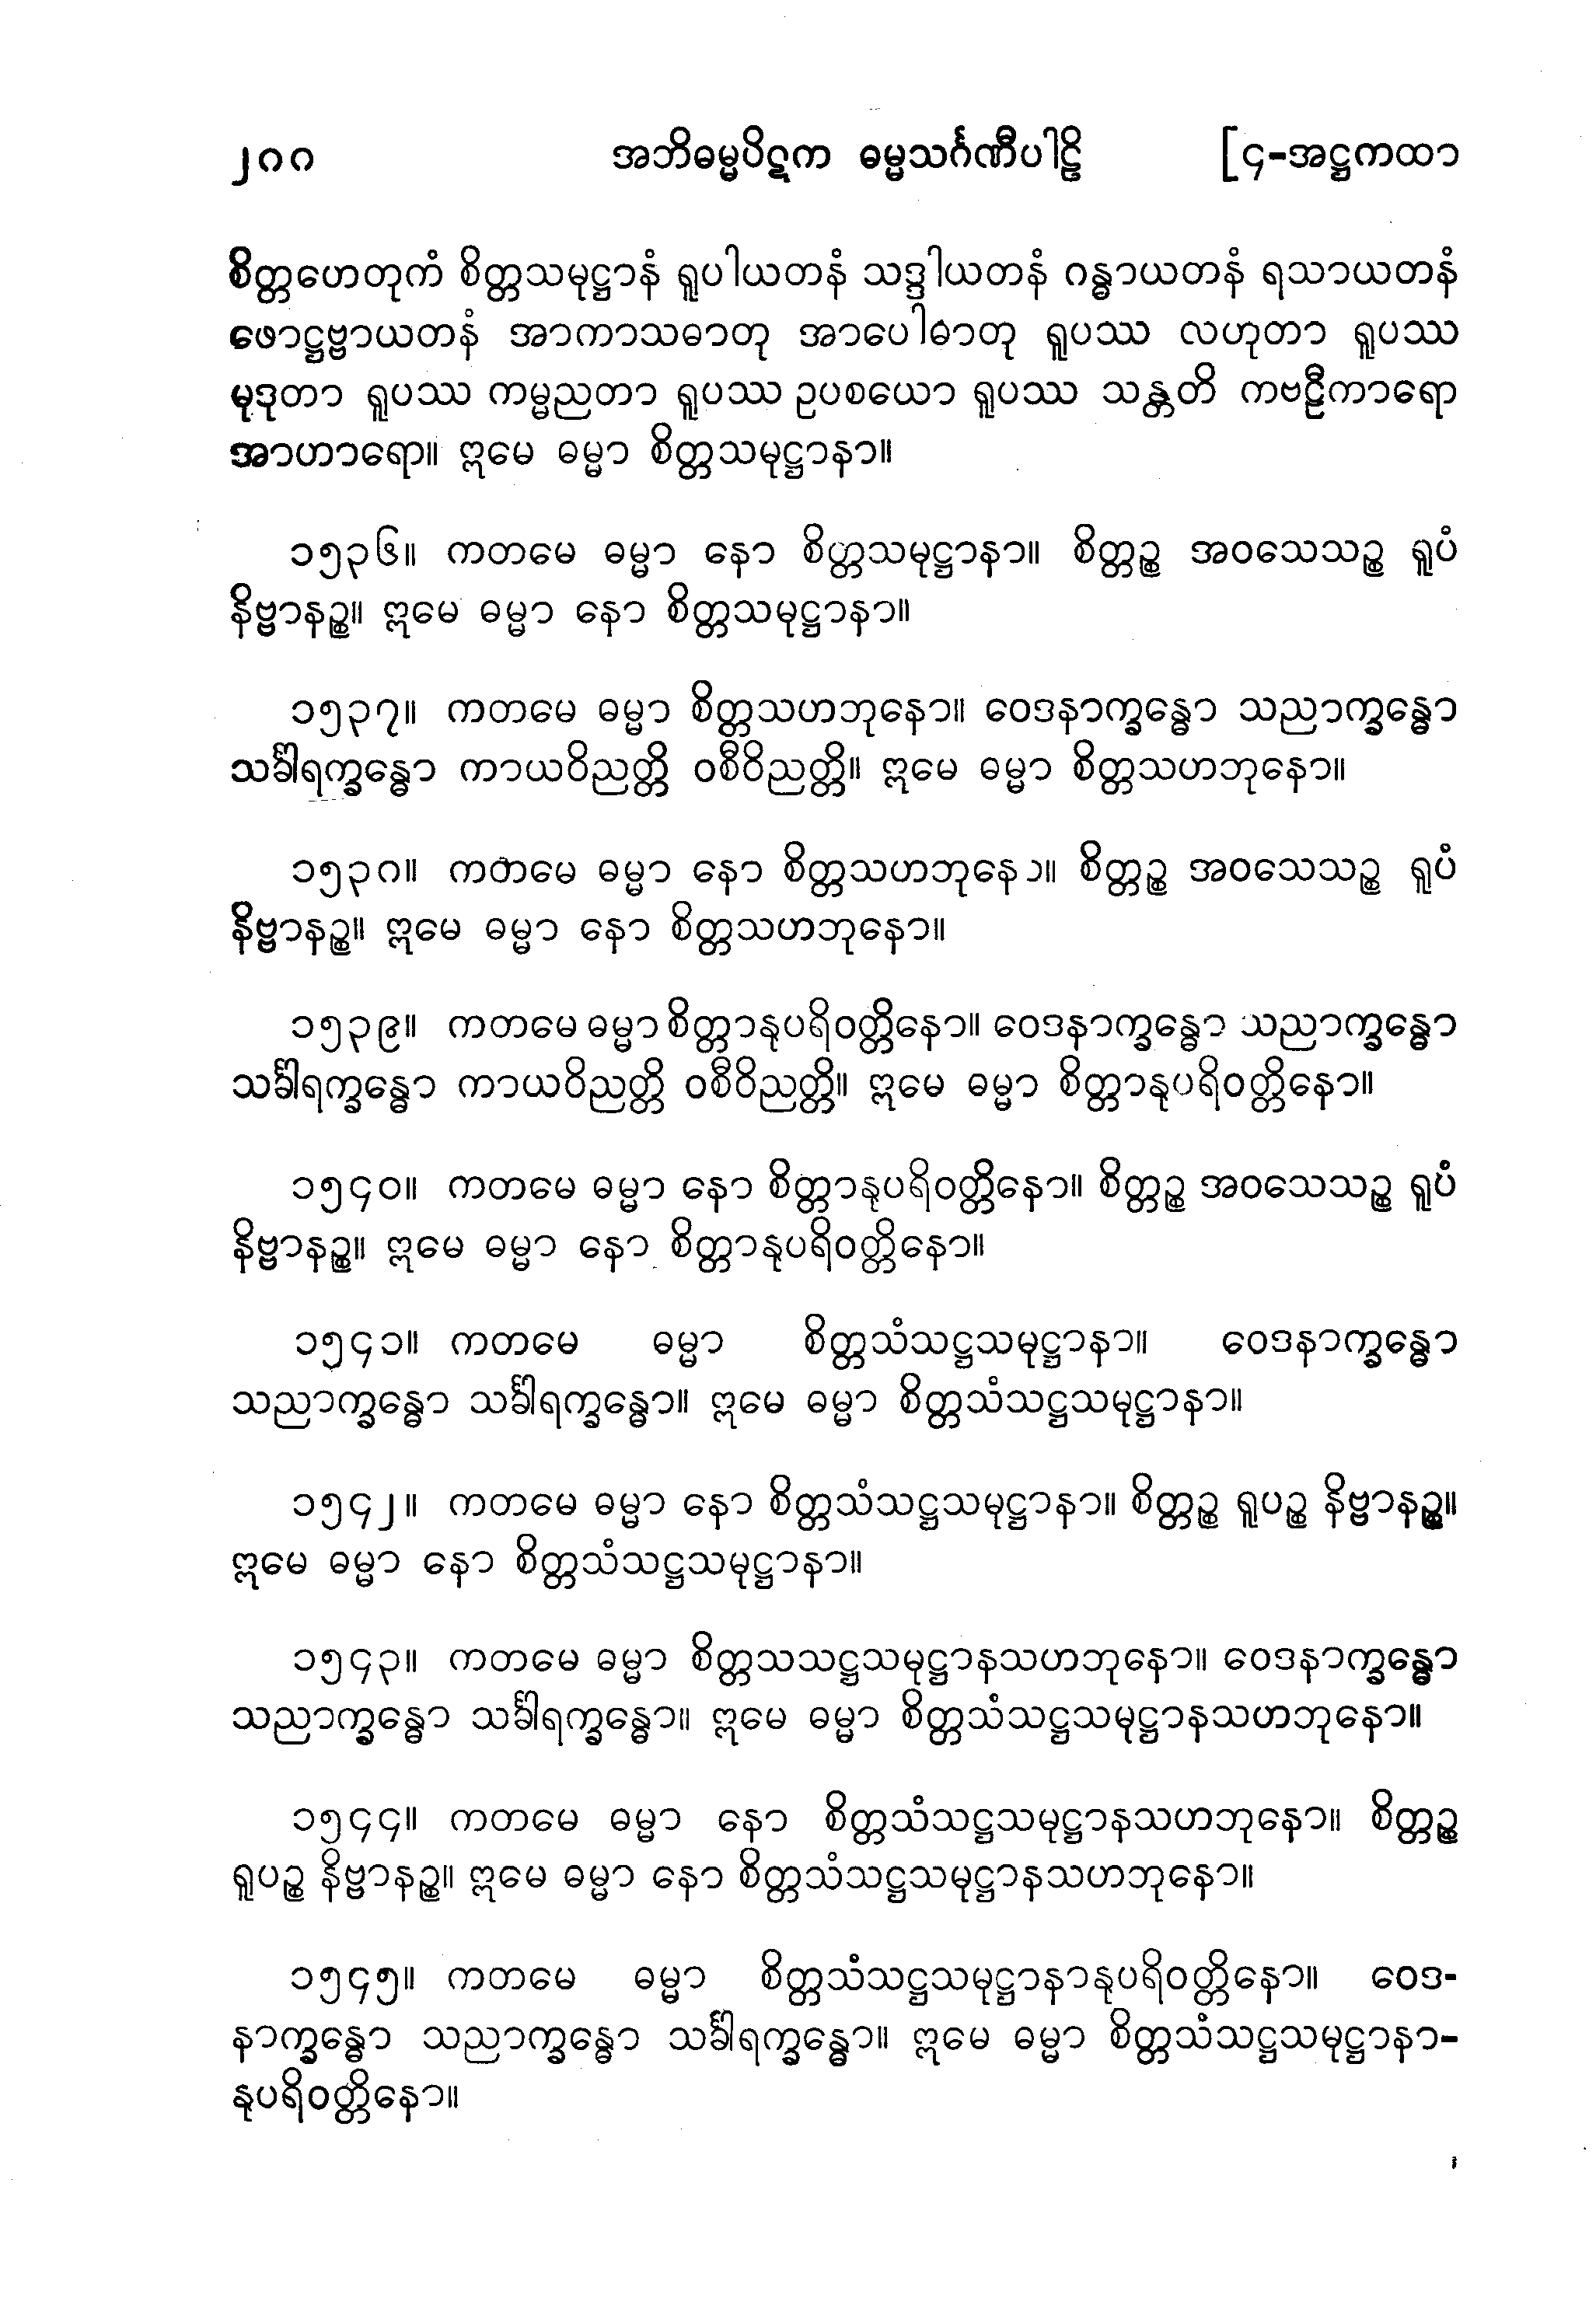 ၂၈၈ အဘိဓမ္မပိဋက ဓမ္မသင်္ဂဏီပါဠိ [၄-အဋ္ဌကထာ
စိတ္တဟေတုကံ စိတ္တသမုဋ္ဌာနံ ရူပါယတနံ သဒ္ဒါယတနံ ဂန္ဓာယတနံ ရသာယတနံ
ဖောဋ္ဌဗ္ဗာယတနံ အာကာသဓာတု အာပေါဓာတု ရူပဿ လဟုတာ ရူပဿ
မုဒုတာ ရူပဿ ကမ္မညတာ ရူပဿ ဥပစယော ရူပဿ သန္တတိ ကဗဠီကာရော
အာဟာရော။ ဣမေ ဓမ္မာ စိတ္တသမုဋ္ဌာနာ။
၁၅၃၆။ ကတမေ ဓမ္မာ နော စိတ္တသမုဋ္ဌာနာ။ စိတ္တဉ္စ အဝသေသဉ္စ ရူပံ
နိဗ္ဗာနဉ္စ။ ဣမေ ဓမ္မာ နော စိတ္တသမုဋ္ဌာနာ။
၁၅၃၇။ ကတမေ ဓမ္မာ စိတ္တသဟဘုနော။ ဝေဒနာက္ခန္ဓော သညာက္ခန္ဓော
သင်္ခါရက္ခန္ဓော ကာယဝိညတ္တိ ဝစီဝိညတ္တိ။ ဣမေ ဓမ္မာ စိတ္တသဟဘုနော။
၁၅၃၈။ ကတမေ ဓမ္မာ နော စိတ္တသဟဘုနော။ စိတ္တဉ္စ အဝသေသဉ္စ ရူပံ
နိဗ္ဗာနဉ္စ။ ဣမေ ဓမ္မာ နော စိတ္တသဟဘုနော။
၁၅၃၉။ ကတမေ ဓမ္မာ စိတ္တာနုပရိဝတ္တိနော။ ဝေဒနာက္ခန္ဓော သညာက္ခန္ဓော
သင်္ခါရက္ခန္ဓော ကာယဝိညတ္တိ ဝစီဝိညတ္တိ။ ဣမေ ဓမ္မာ စိတ္တာနုပရိဝတ္တိနော။
၁၅၄၀။ ကတမေ ဓမ္မာ နော စိတ္တာနုပရိဝတ္တိနော။ စိတ္တဉ္စ အဝသေသဉ္စ ရူပံ
နိဗ္ဗာနဉ္စ။ ဣမေ ဓမ္မာ နော စိတ္တာနုပရိဝတ္တိနော။
၁၅၄၁။ ကတမေ ဓမ္မာ စိတ္တသံသဋ္ဌသမုဋ္ဌာနာ။ ဝေဒနာက္ခန္ဓော
သညာက္ခန္ဓော သင်္ခါရက္ခန္ဓော။ ဣမေ ဓမ္မာ စိတ္တသံသဋ္ဌသမုဋ္ဌာနာ။
၁၅၄၂။ ကတမေ ဓမ္မာ နော စိတ္တသံသဋ္ဌသမုဋ္ဌာနာ။ စိတ္တဉ္စ ရူပဉ္စ နိဗ္ဗာနဉ္စ။
ဣမေ ဓမ္မာ နော စိတ္တသံသဋ္ဌသမုဋ္ဌာနာ။
၁၅၄၃။ ကတမေ ဓမ္မာ စိတ္တသသဋ္ဌသမုဋ္ဌာနသဟဘုနော။ ဝေဒနာက္ခန္ဓော
သညာက္ခန္ဓော သင်္ခါရက္ခန္ဓော။ ဣမေ ဓမ္မာ စိတ္တသံသဋ္ဌသမုဋ္ဌာနသဟဘုနော။
၁၅၄၄။ ကတမေ ဓမ္မာ နော စိတ္တသံသဋ္ဌသမုဋ္ဌာနသဟဘုနော။ စိတ္တဉ္စ
ရူပဉ္စ နိဗ္ဗာနဉ္စ။ ဣမေ ဓမ္မာ နော စိတ္တသံသဋ္ဌသမုဋ္ဌာနသဟဘုနော။
၁၅၄၅။ ကတမေ ဓမ္မာ စိတ္တသံသဋ္ဌသမုဋ္ဌာနာနုပရိဝတ္တိနော။ ဝေဒ-
နာက္ခန္ဓော သညာက္ခန္ဓော သင်္ခါရက္ခန္ဓော။ ဣမေ ဓမ္မာ စိတ္တသံသဋ္ဌသမုဋ္ဌာနာ-
နုပရိဝတ္တိနော။